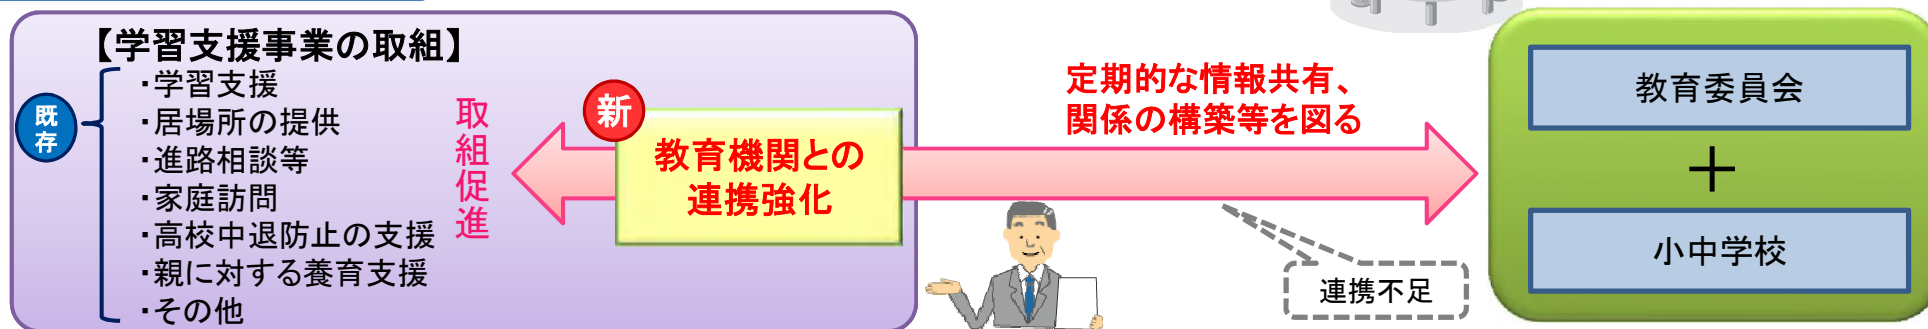 【学習支援事業の取組】
既存
・学習支援
・居場所の提供
・進路相談等
・家庭訪問
・高校中退防止の支援
・親に対する養育支援
・その他
取組促進
新
教育機関との
連携強化
定期的な情報共有、
関係の構築等を図る
連携不足
教育委員会
＋
小中学校